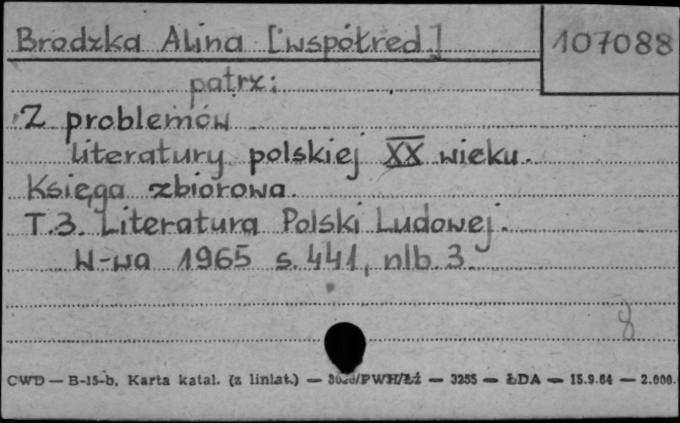 Brodzka Alina [współred.]
107088
patrz:
"Z problemów
literatury polskiej XX wieku.
Księga zbiorowa.
T.3. Literatura Polski Ludowej.
W-wa 1965 s. 441, nlb. 3.
8
CWD — B-15-b. Karta katal. (z liniat.) — /PWH/Łź — 3255 — ŁDA — 15.9.64 — 2.000.